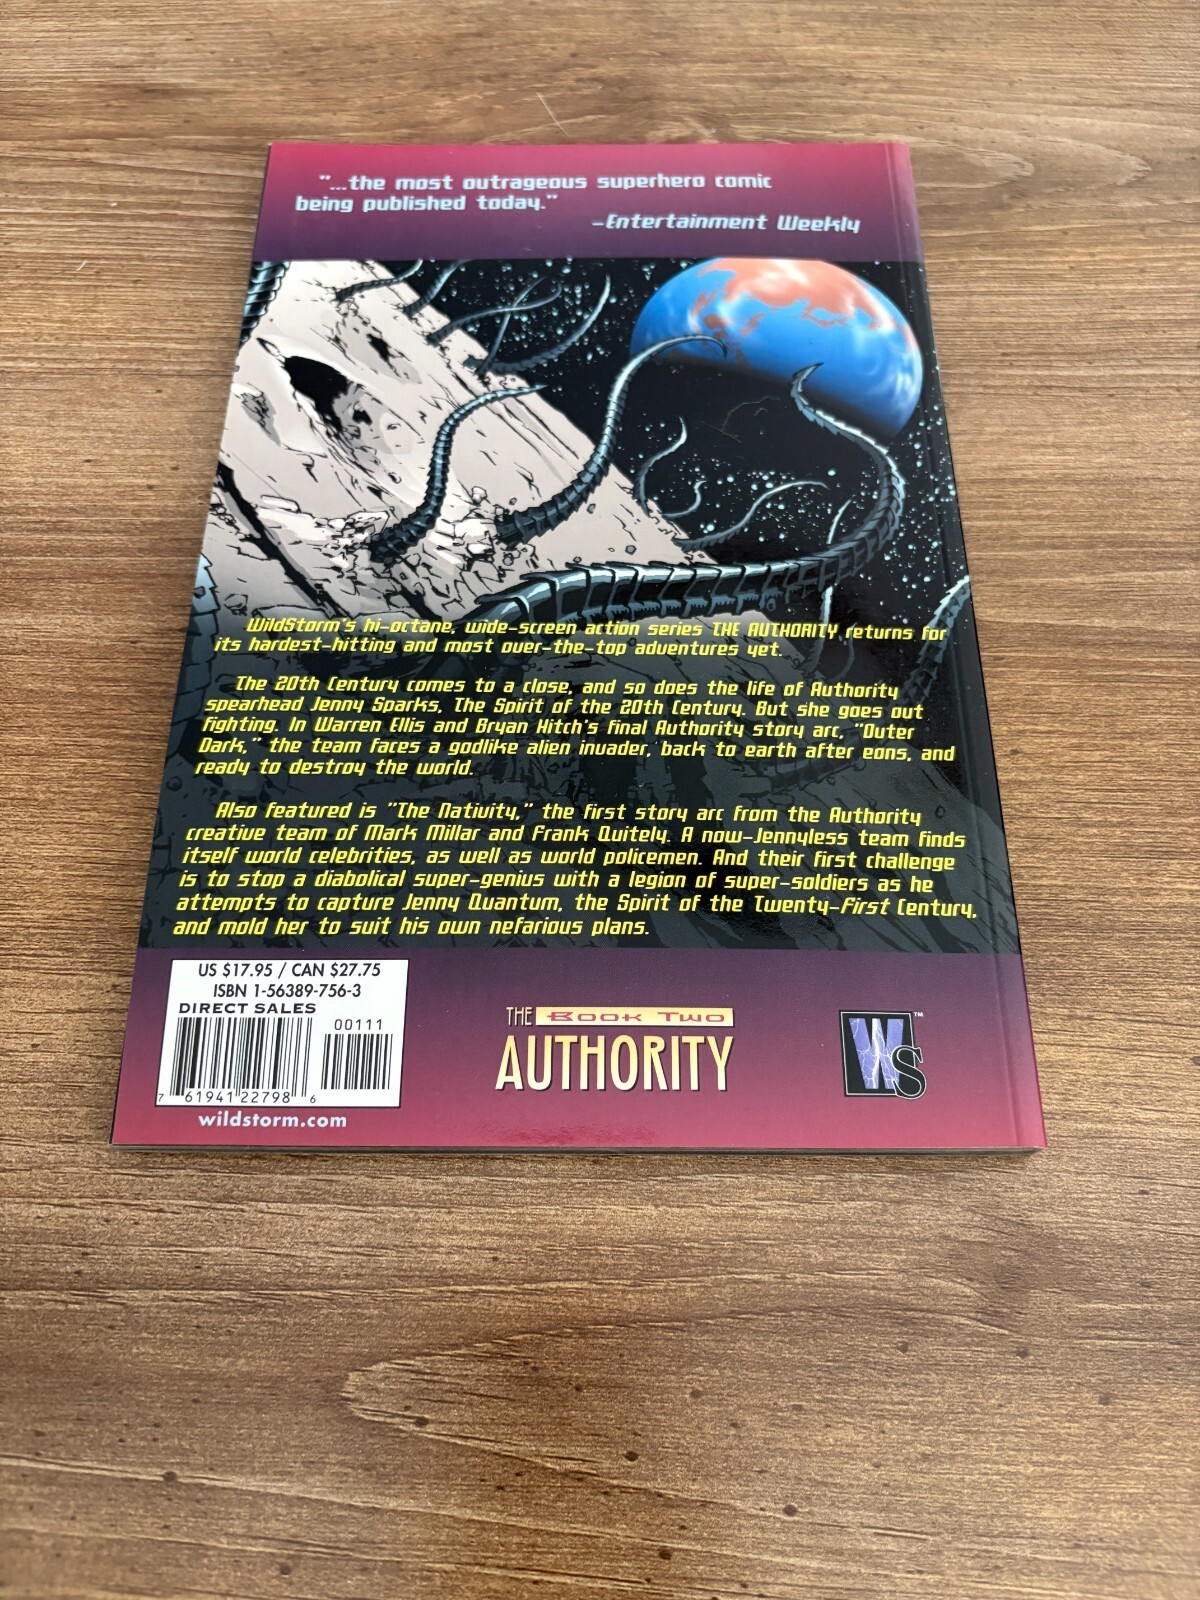 "...the most outrageous superhero comic
being published today."
-Entertainment Weekly
WildStorm's hi-octane, wide-screen action series THE AUTHORITY returns for
its hardest-hitting and most over-the-top adventures yet.
The 20th Century comes to a close, and so does the life of Authority
spearhead Jenny Sparks, The Spirit of the 20th Century. But she goes out
fighting. In Warren Ellis and Bryan Hitch's final Authority story arc, "Outer
Dark," the team faces a godlike alien invader, back to earth after eons, and
ready to destroy the world.
Also featured is "The Nativity," the first story arc from the Authority
creative team of Mark Millar and Frank Quitely. A now-Jennyless team finds
itself world celebrities, as well as world policemen. And their first challenge
is to stop a diabolical super-genius with a legion of super-soldiers as he
attempts to capture Jenny Quantum, the Spirit of the Twenty-First Century,
and mold her to suit his own nefarious plans.
US $17.95 / CAN $27.75
ISBN 1-56389-756-3
DIRECT SALES
00111
7 61941 22798 6
wildstorm.com
THE Book Two
AUTHORITY
WS™